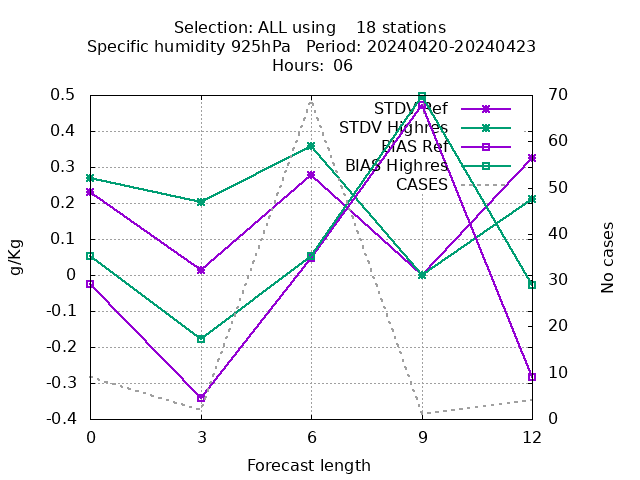 Selection: ALL using    18 stations
Specific humidity 925hPa   Period: 20240420-20240423
Hours: 06
STDV Ref
STDV Highres
BIAS Ref
BIAS Highres
CASES
0.5
0.4
0.3
0.2
0.1
0
-0.1
-0.2
-0.3
-0.4
g/Kg
70
60
50
40
30
20
10
0
No cases
0 3 6 9 12
Forecast length